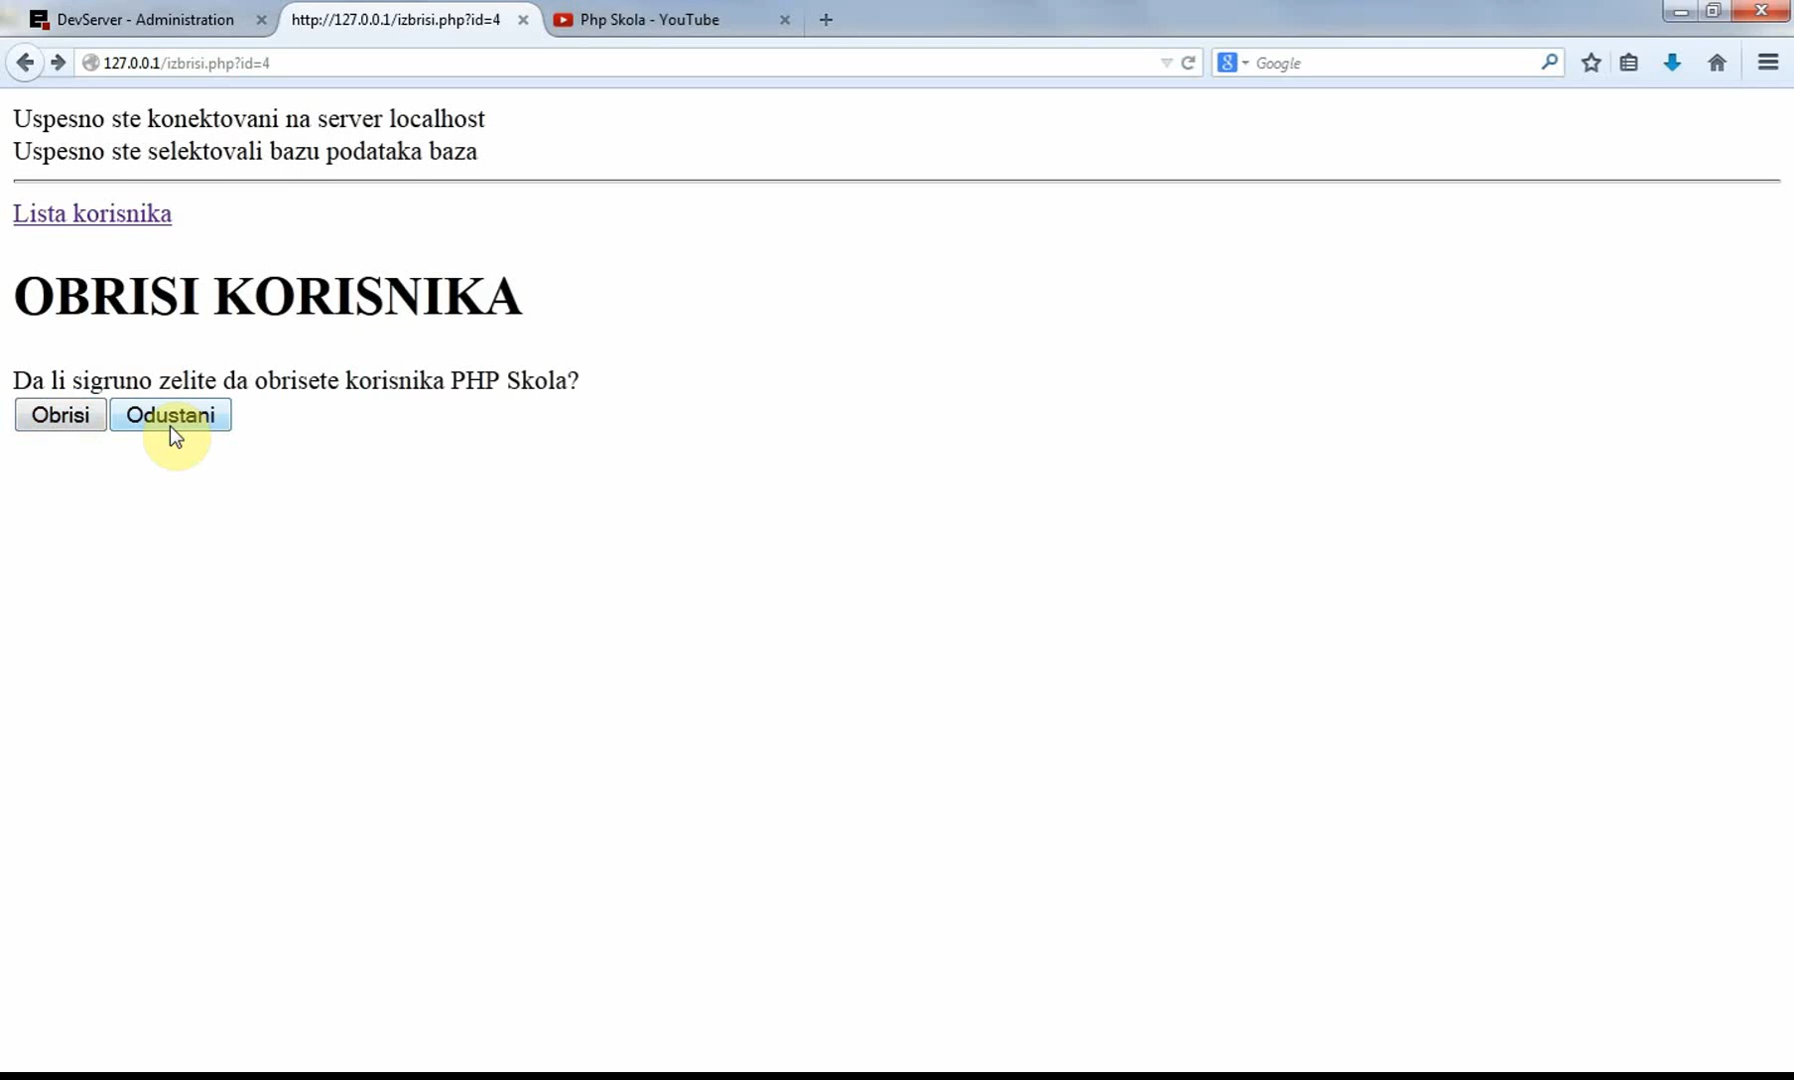 DevServer - Administration
http://127.0.0.1/izbrisi.php?id=4
Php Skola - YouTube
127.0.0.1/izbrisi.php?id=4
Google
Uspesno ste konektovani na server localhost
Uspesno ste selektovali bazu podataka baza
Lista korisnika
OBRISI KORISNIKA
Da li sigruno zelite da obrisete korisnika PHP Skola?
Obrisi
Odustani